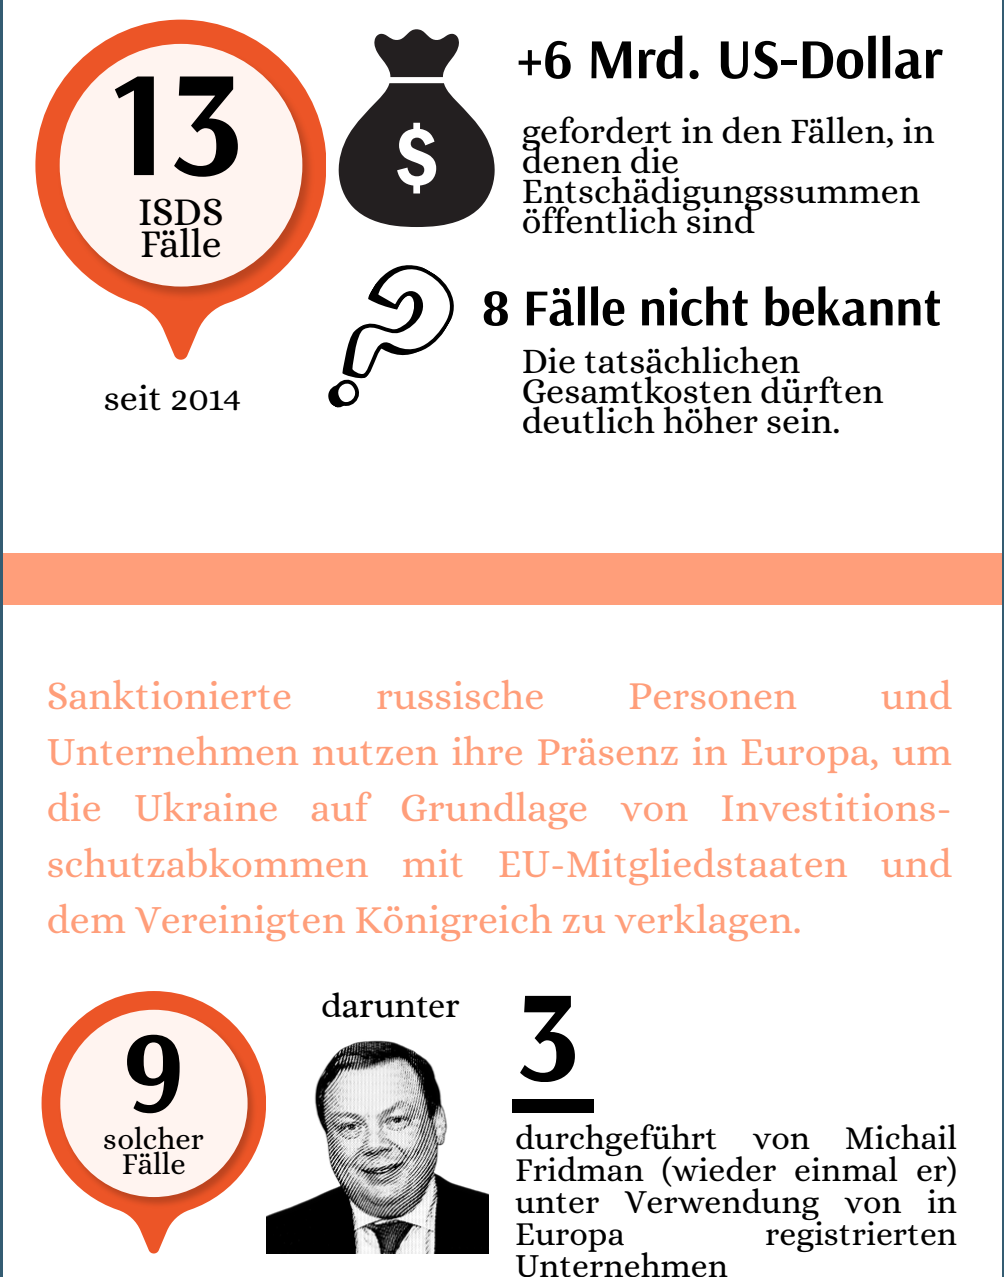 13
ISDS
Fälle
seit 2014
$
+6 Mrd. US-Dollar
gefordert in den Fällen, in
denen die
Entschädigungssummen
öffentlich sind
?
8 Fälle nicht bekannt
Die tatsächlichen
Gesamtkosten dürften
deutlich höher sein.
Sanktionierte russische Personen und
Unternehmen nutzen ihre Präsenz in Europa, um
die Ukraine auf Grundlage von Investitions-
schutzabkommen mit EU-Mitgliedstaaten und
dem Vereinigten Königreich zu verklagen.
9
solcher
Fälle
darunter
3
durchgeführt von Michail
Fridman (wieder einmal er)
unter Verwendung von in
Europa registrierten
Unternehmen